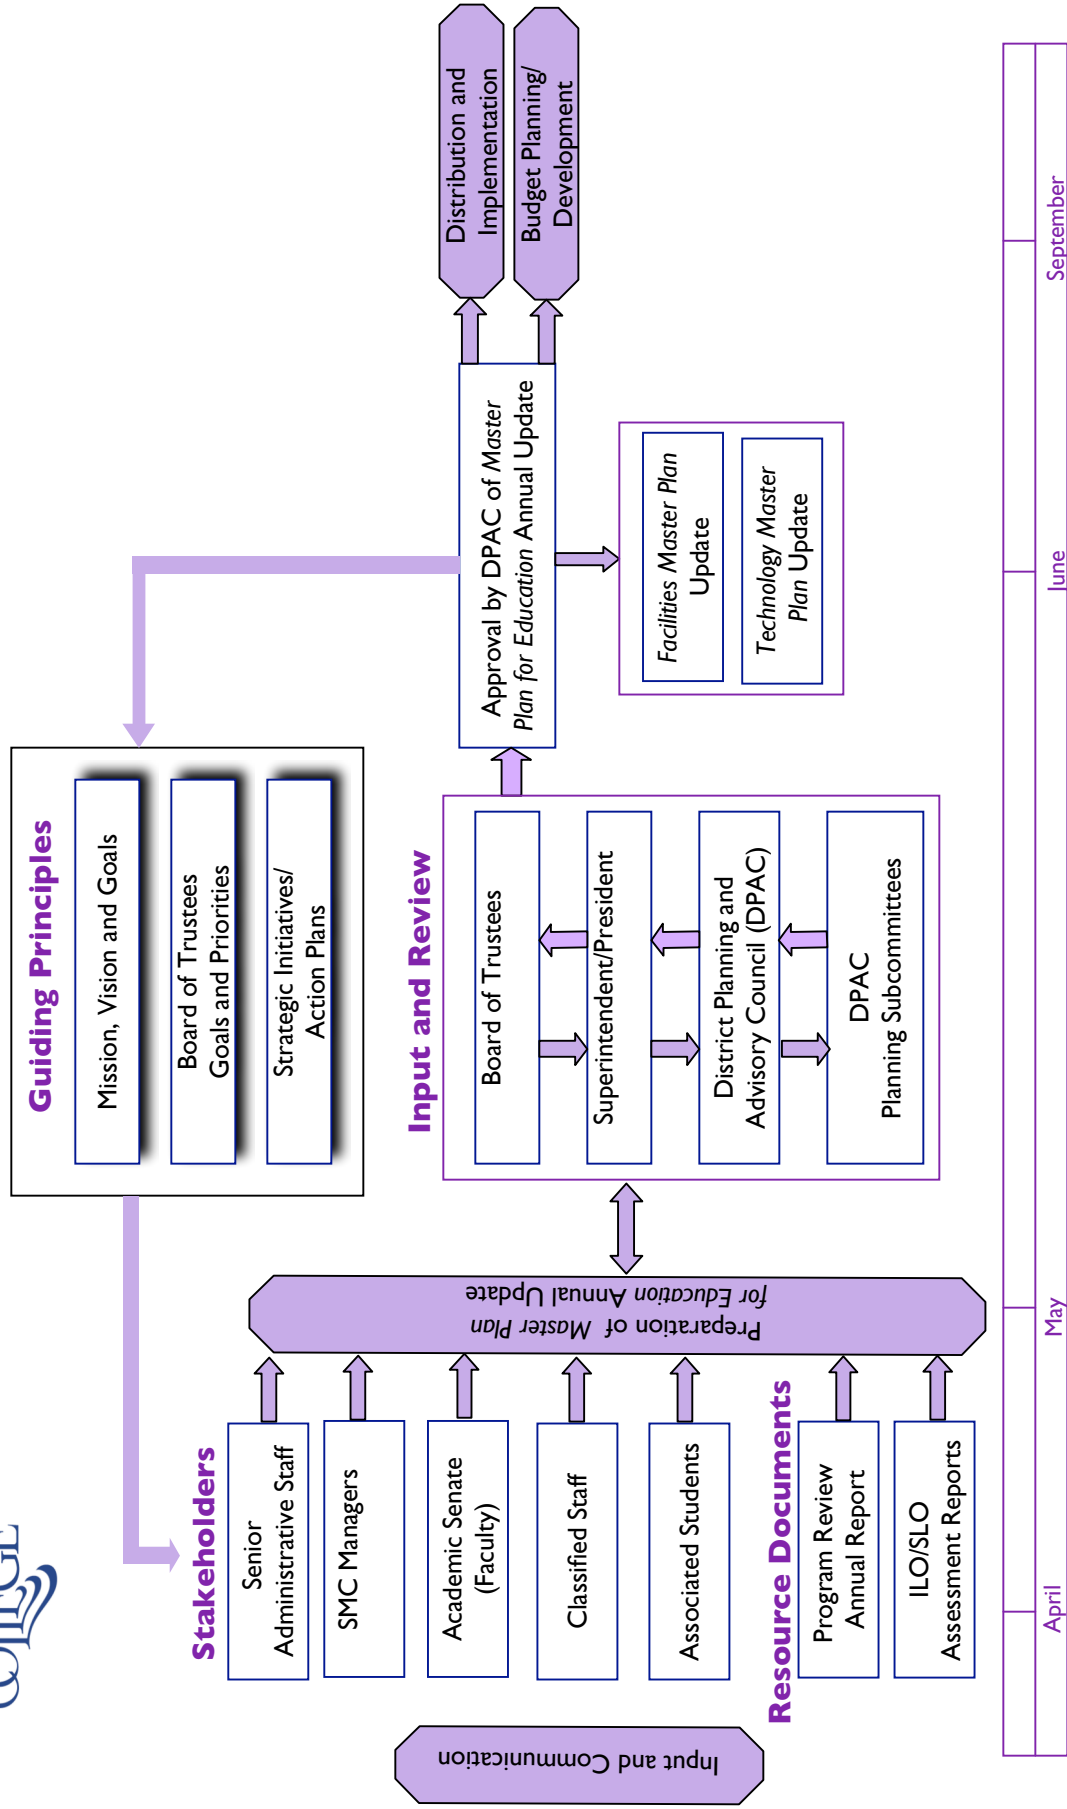 COLLEGE
Guiding Principles
Mission, Vision and Goals
Board of Trustees
Goals and Priorities
Strategic Initiatives/
Action Plans
Stakeholders
Senior
Administrative Staff
SMC Managers
Academic Senate
(Faculty)
Classified Staff
Associated Students
Resource Documents
Program Review
Annual Report
ILO/SLO
Assessment Reports
Input and Communication
Preparation of Master Plan
for Education Annual Update
Input and Review
Board of Trustees
Superintendent/President
District Planning and
Advisory Council (DPAC)
DPAC
Planning Subcommittees
Approval by DPAC of Master
Plan for Education Annual Update
Facilities Master Plan
Update
Technology Master
Plan Update
Distribution and
Implementation
Budget Planning/
Development
April
May
June
September